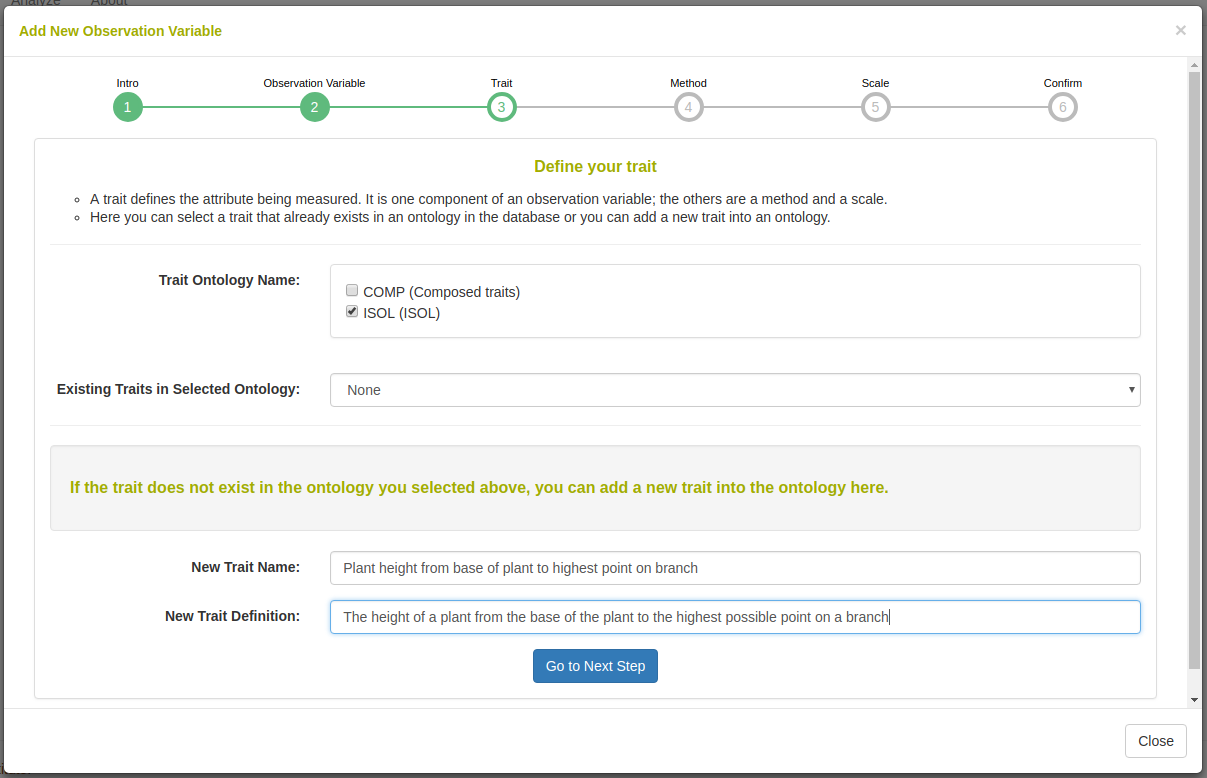 Analyze About
Add New Observation Variable ×
Intro Observation Variable Trait Method Scale Confirm
1 2 3 4 5 6
Define your trait
A trait defines the attribute being measured. It is one component of an observation variable; the others are a method and a scale.
Here you can select a trait that already exists in an ontology in the database or you can add a new trait into an ontology.
Trait Ontology Name:
COMP (Composed traits)
ISOL (ISOL)
Existing Traits in Selected Ontology: None
If the trait does not exist in the ontology you selected above, you can add a new trait into the ontology here.
New Trait Name: Plant height from base of plant to highest point on branch
New Trait Definition: The height of a plant from the base of the plant to the highest possible point on a branch
Go to Next Step
Close